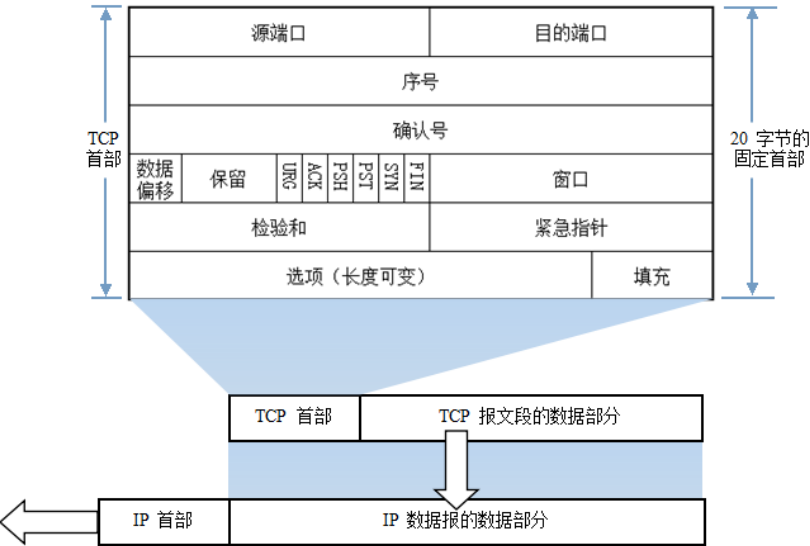 源端口 目的端口
序号
TCP
首部
确认号
20 字节的
固定首部
数据
偏移 保留 URG ACK PSH PST SYN FIN 窗口
检验和 紧急指针
选项（长度可变） 填充
TCP 首部 TCP 报文段的数据部分
IP 首部 IP 数据报的数据部分